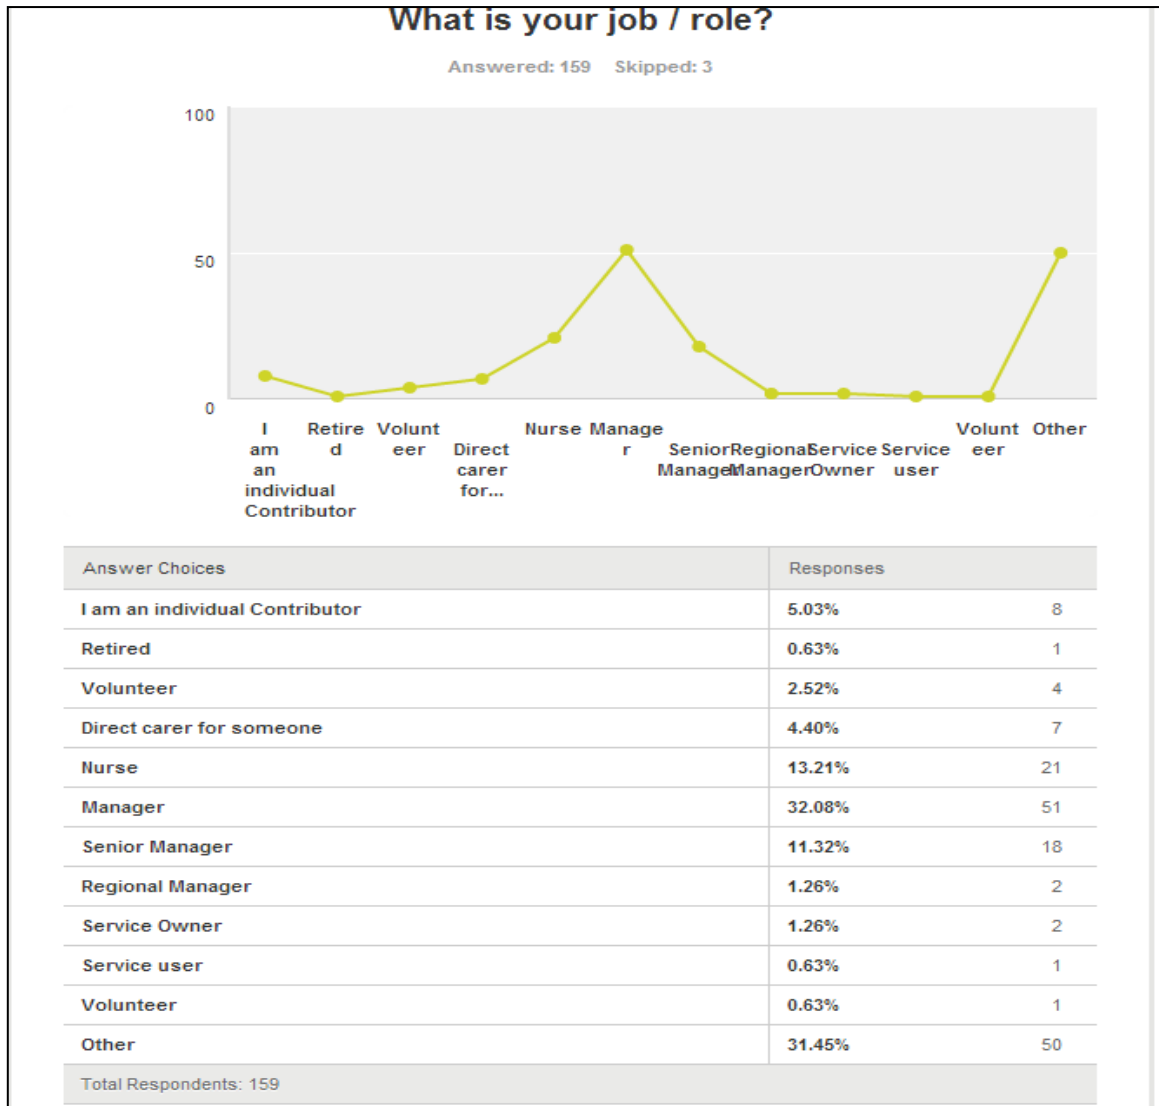 What is your job / role?
Answered: 159 Skipped: 3
100
50
0
I am an individual Contributor
Retire d
Volunt eer
Direct carer for...
Nurse
Manage r
Senior Manager
Regional Manager
Service Owner
Service user
Volunt eer
Other
Answer Choices Responses
I am an individual Contributor 5.03% 8
Retired 0.63% 1
Volunteer 2.52% 4
Direct carer for someone 4.40% 7
Nurse 13.21% 21
Manager 32.08% 51
Senior Manager 11.32% 18
Regional Manager 1.26% 2
Service Owner 1.26% 2
Service user 0.63% 1
Volunteer 0.63% 1
Other 31.45% 50
Total Respondents: 159